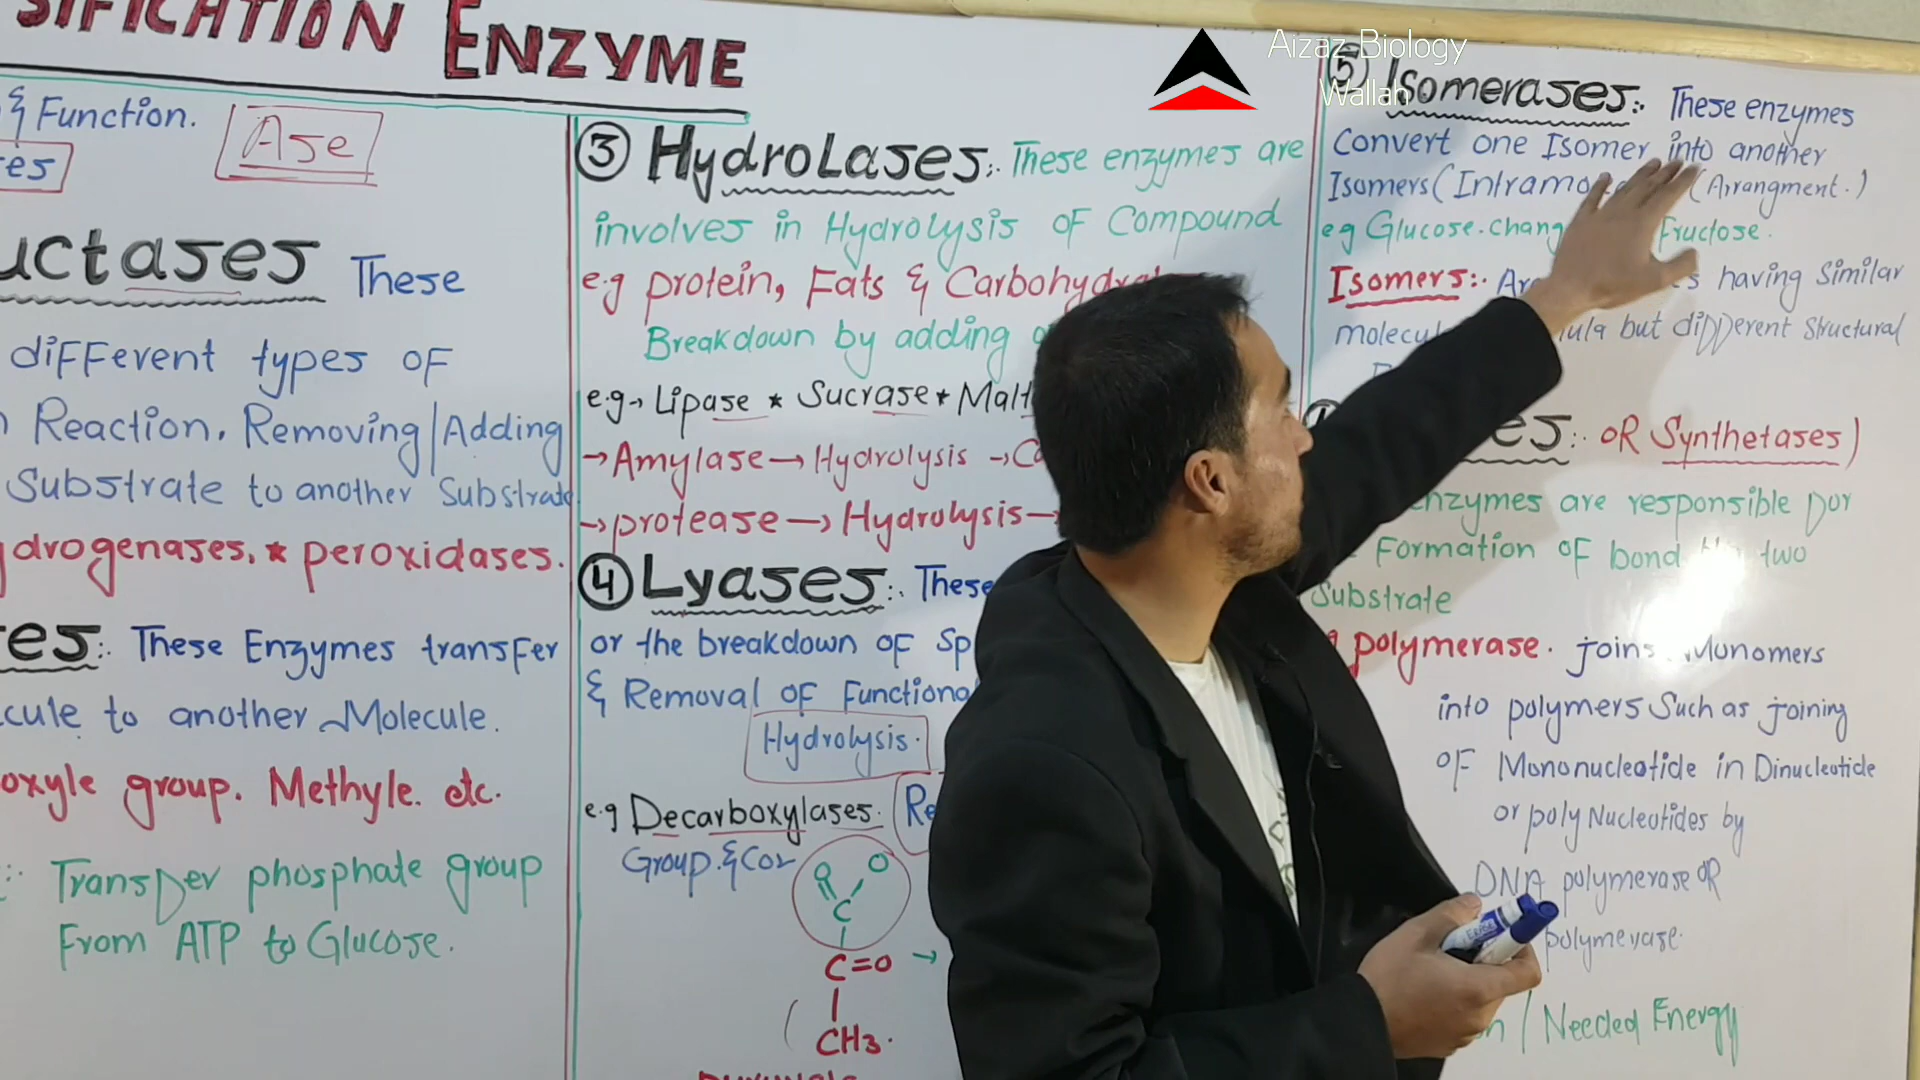 SIFICATION ENZYME
& Function.
Ase
es
uctases These
different types of
Reaction. Removing/Adding
Substrate to another Substrate
drogenases. * peroxidases.
es:. These Enzymes transfer
cule to another Molecule.
oxyle group. Methyle. etc.
:. Transfer phosphate group
From ATP to Glucose.
③ Hydrolases:. These enzymes are
involves in Hydrolysis of Compound
e.g protein, Fats & Carbohydrat
Breakdown by adding
e.g → Lipase * Sucrase * Malt
→ Amylase → Hydrolysis → Ca
→ protease → Hydrolysis →
④ Lyases:. These
or the breakdown of Sp
& Removal of Functiona
Hydrolysis.
e.g Decarboxylases. Re
Group. & Co2
O O
C
C=O →
CH3.
Aizaz Biology
Wallah
⑤ Isomerases:. These enzymes
Convert one Isomer into another
Isomers (Intramo (Arrangment.)
eg Glucose. chang Fructose.
Isomers:. Ar s having Similar
molecu ula but different Structural
es:. OR Synthetases)
enzymes are responsible for
Formation of bond two
Substrate
polymerase. joins Monomers
into polymers Such as joining
of Mononucleotide in Dinucleotide
or poly Nucleotides by
DNA polymerase OR
polymerase.
n / Needed Energy